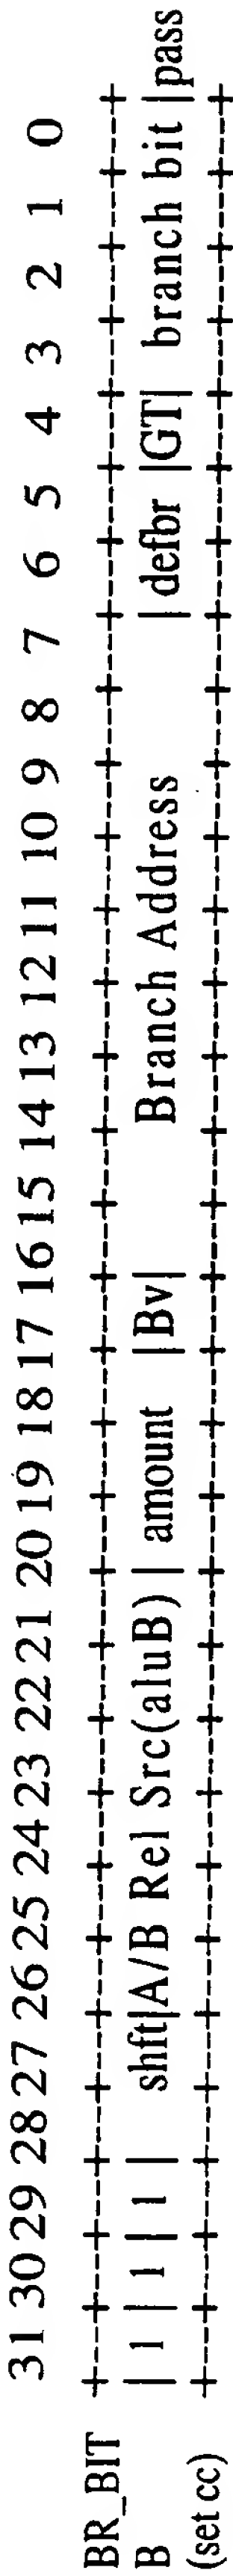 31 30 29 28 27 26 25 24 23 22 21 20 19 18 17 16 15 14 13 12 11 10 9 8 7 6 5 4 3 2 1 0
BR_BIT +--+--+--+--+--+--+--+--+--+--+--+--+--+--+--+--+--+--+--+--+--+--+--+--+--+--+--+--+--+--+--+
B | 1 | 1 | 1 | shft|A/B Rel Src(aluB) | amount |Bv| Branch Address | defbr |GT| branch bit |pass
(set cc) +--+--+--+--+--+--+--+--+--+--+--+--+--+--+--+--+--+--+--+--+--+--+--+--+--+--+--+--+--+--+--+